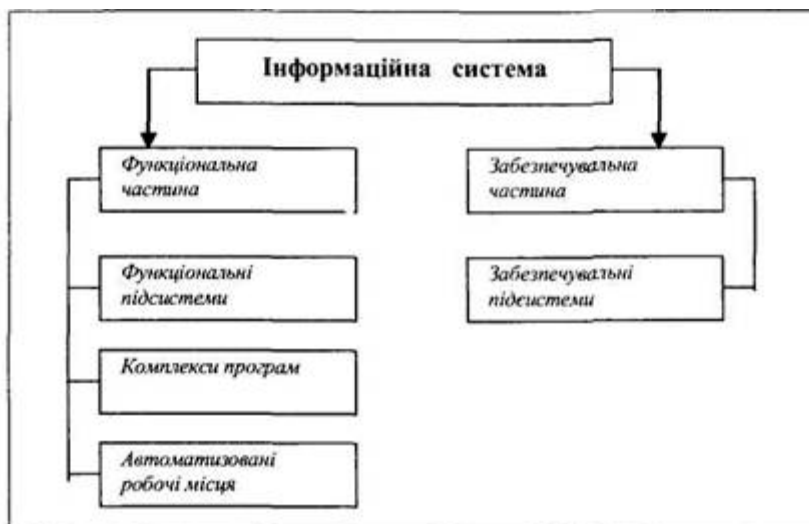 Інформаційна система
Функціональна
частина
Забезпечувальна
частина
Функціональні
підсистеми
Забезпечувальні
підсистеми
Комплекси програм
Автоматизовані
робочі місця